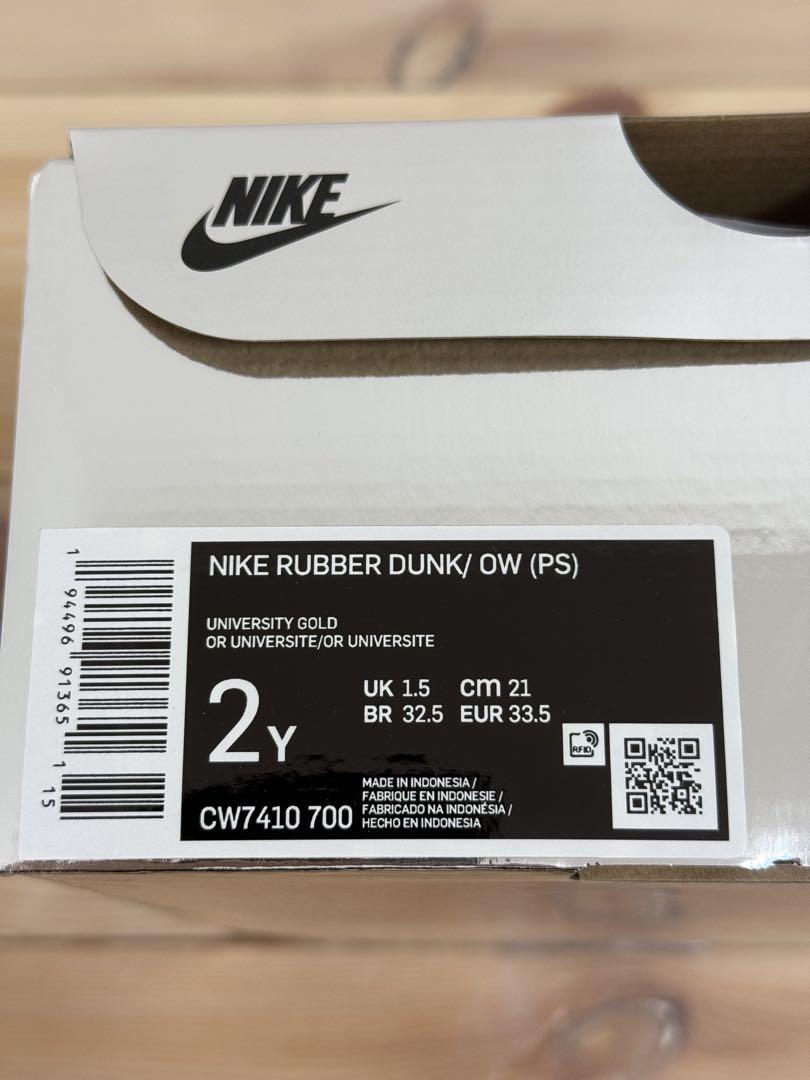 NIKE
NIKE RUBBER DUNK/ OW (PS)
UNIVERSITY GOLD
OR UNIVERSITE/OR UNIVERSITE
2Y
UK 1.5 cm 21
BR 32.5 EUR 33.5
RFID
CW7410 700
MADE IN INDONESIA /
FABRIQUE EN INDONESIE /
FABRICADO NA INDONÉSIA /
HECHO EN INDONESIA
1 94496 91365 1 15